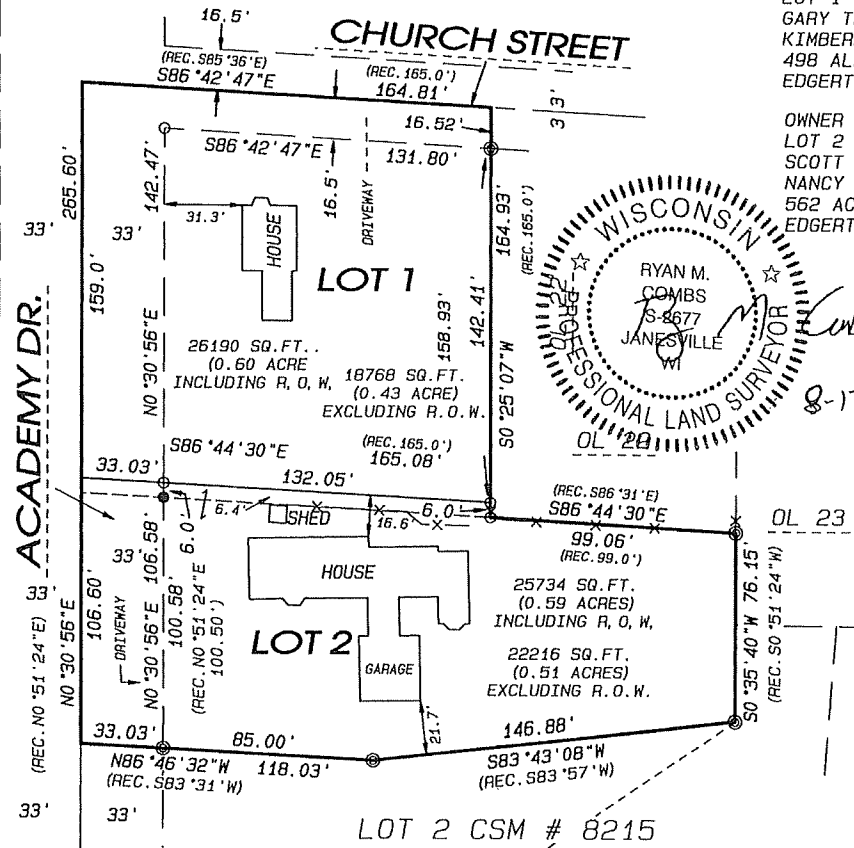 16.5'
CHURCH STREET
(REC. S85°36'E)
S86°42'47"E
(REC. 165.0')
164.81'
33'
16.52'
S86°42'47"E
131.80'
GARY
KIMBER
498 AL
EDGERT
OWNER
LOT 2
SCOTT
NANCY
562 AC
EDGERT
265.60'
33'
33'
142.47'
31.3'
16.5'
DRIVEWAY
HOUSE
LOT 1
164.93'
(REC. 165.0')
WISCONSIN
RYAN M.
COMBS
S-2677
JANESVILLE
WI
PROFESSIONAL LAND SURVEYOR
OL 22
159.0'
ACADEMY DR.
N0°30'56"E
158.93'
142.41'
S0°25'07"W
26190 SQ.FT..
(0.60 ACRE
INCLUDING R,O,W,
18768 SQ.FT.
(0.43 ACRE)
EXCLUDING R.O.W.
8-1
OL 20
S86°44'30"E
(REC. 165.0')
165.08'
33.03'
132.05'
6.4'
SHED
6.0'
16.6'
(REC. S86°31'E)
S86°44'30"E
99.06'
(REC. 99.0')
OL 23
33'
33'
6.0'
106.58'
106.60'
N0°30'56"E
(REC. N0°51'24"E)
DRIVEWAY
N0°30'56"E
100.58'
(REC. N0°51'24"E
100.50')
HOUSE
25734 SQ.FT.
(0.59 ACRES)
INCLUDING R,O,W,
LOT 2
GARAGE
22216 SQ.FT.
(0.51 ACRES)
EXCLUDING R.O.W.
76.15'
S0°35'40"W
(REC. S0°51'24"W)
21.7'
33.03'
85.00'
146.88'
N86°46'32"W
118.03'
(REC. S83°31'W)
S83°43'08"W
(REC. S83°57'W)
33'
33'
LOT 2 CSM # 8215